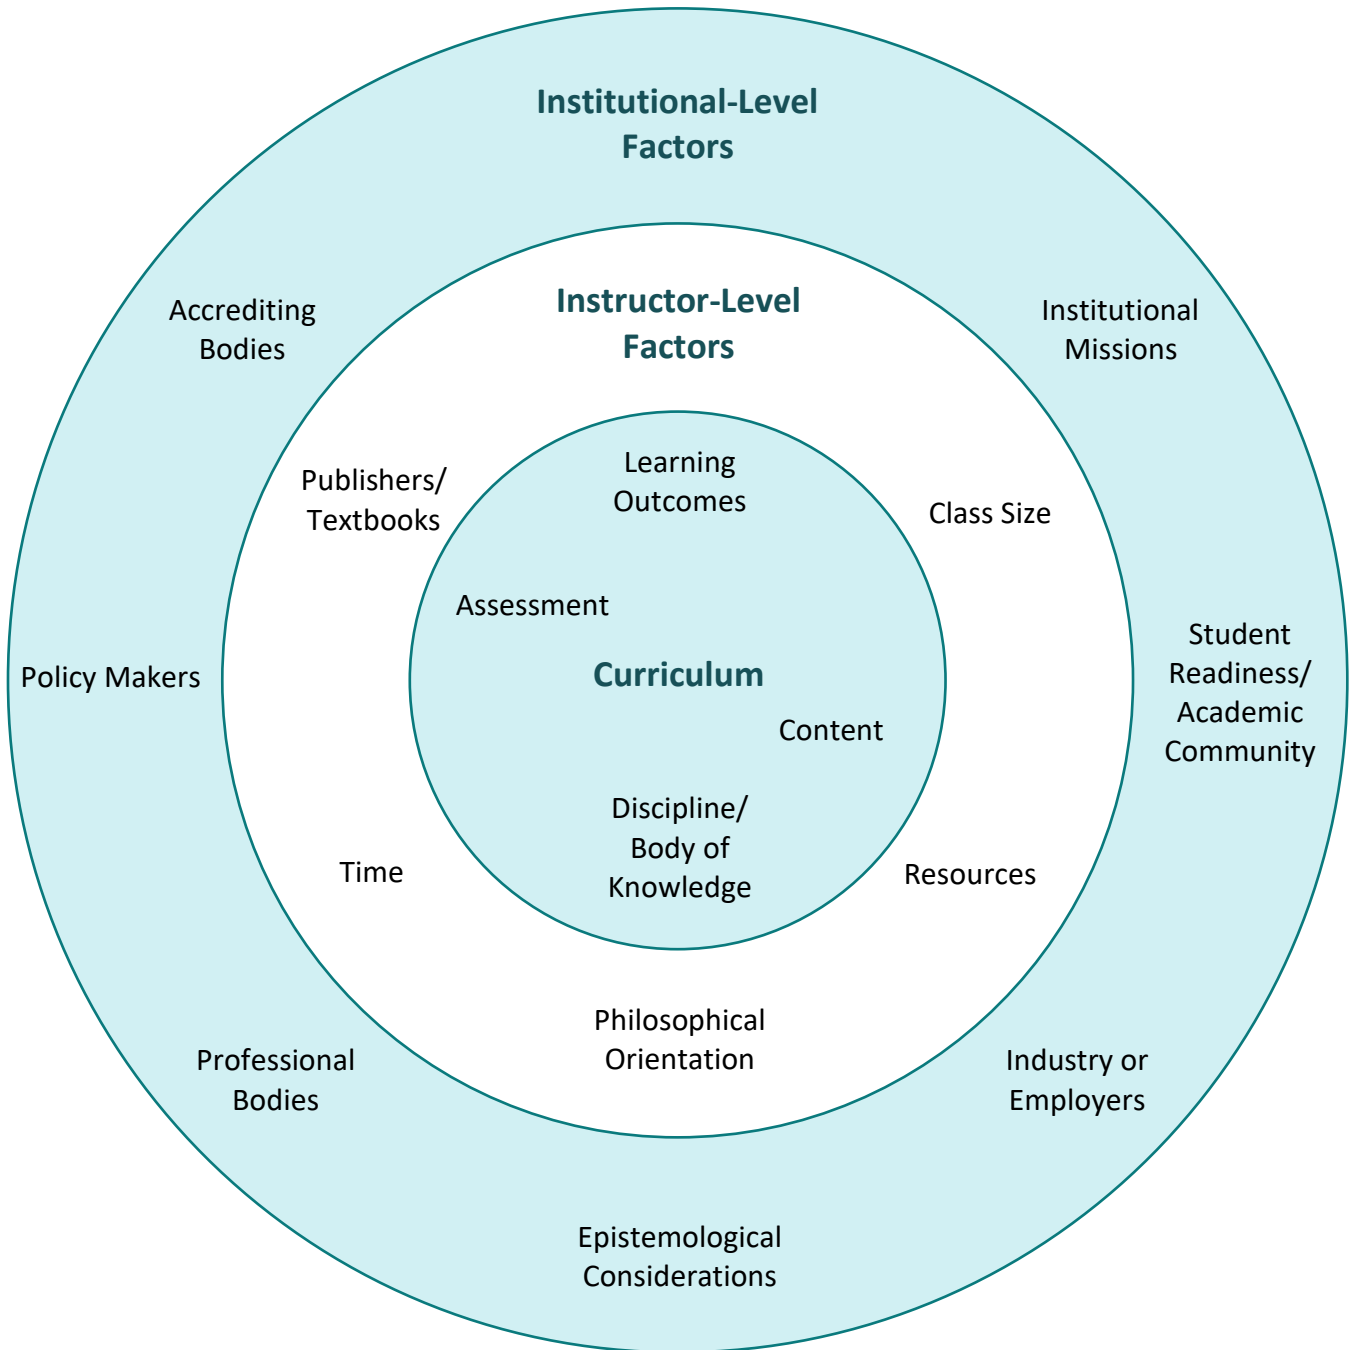 Institutional-Level
Factors
Accrediting
Bodies
Institutional
Missions
Instructor-Level
Factors
Publishers/
Textbooks
Learning
Outcomes
Class Size
Assessment
Policy Makers
Curriculum
Student
Readiness/
Academic
Community
Content
Discipline/
Body of
Knowledge
Time
Resources
Philosophical
Orientation
Professional
Bodies
Industry or
Employers
Epistemological
Considerations